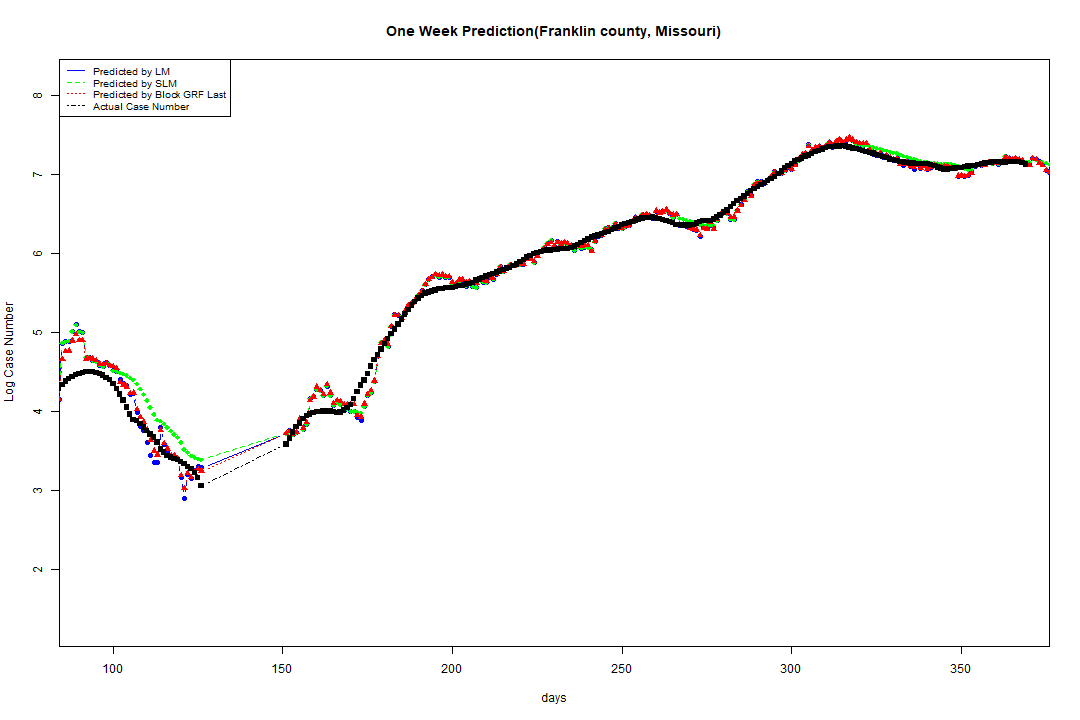 One Week Prediction(Franklin county, Missouri)
Predicted by LM
Predicted by SLM
Predicted by Block GRF Last
Actual Case Number
8
7
6
5
4
3
2
Log Case Number
100 150 200 250 300 350
days